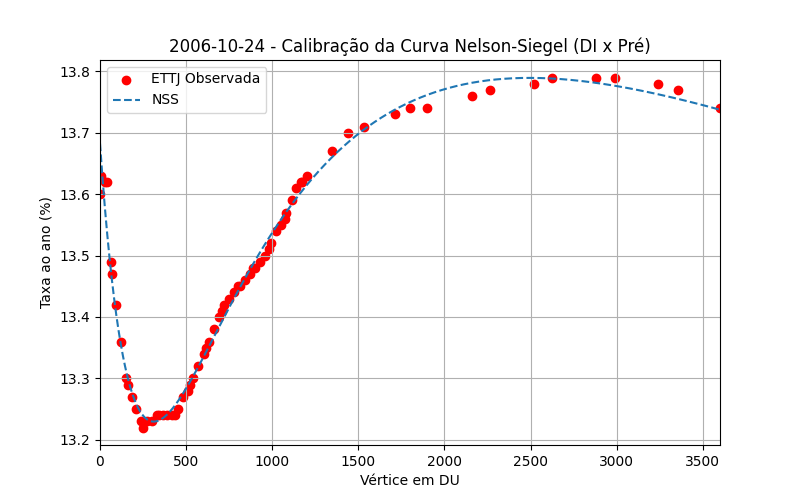 2006-10-24 - Calibração da Curva Nelson-Siegel (DI x Pré)
ETTJ Observada
NSS
Taxa ao ano (%)
13.8
13.7
13.6
13.5
13.4
13.3
13.2
0 500 1000 1500 2000 2500 3000 3500
Vértice em DU